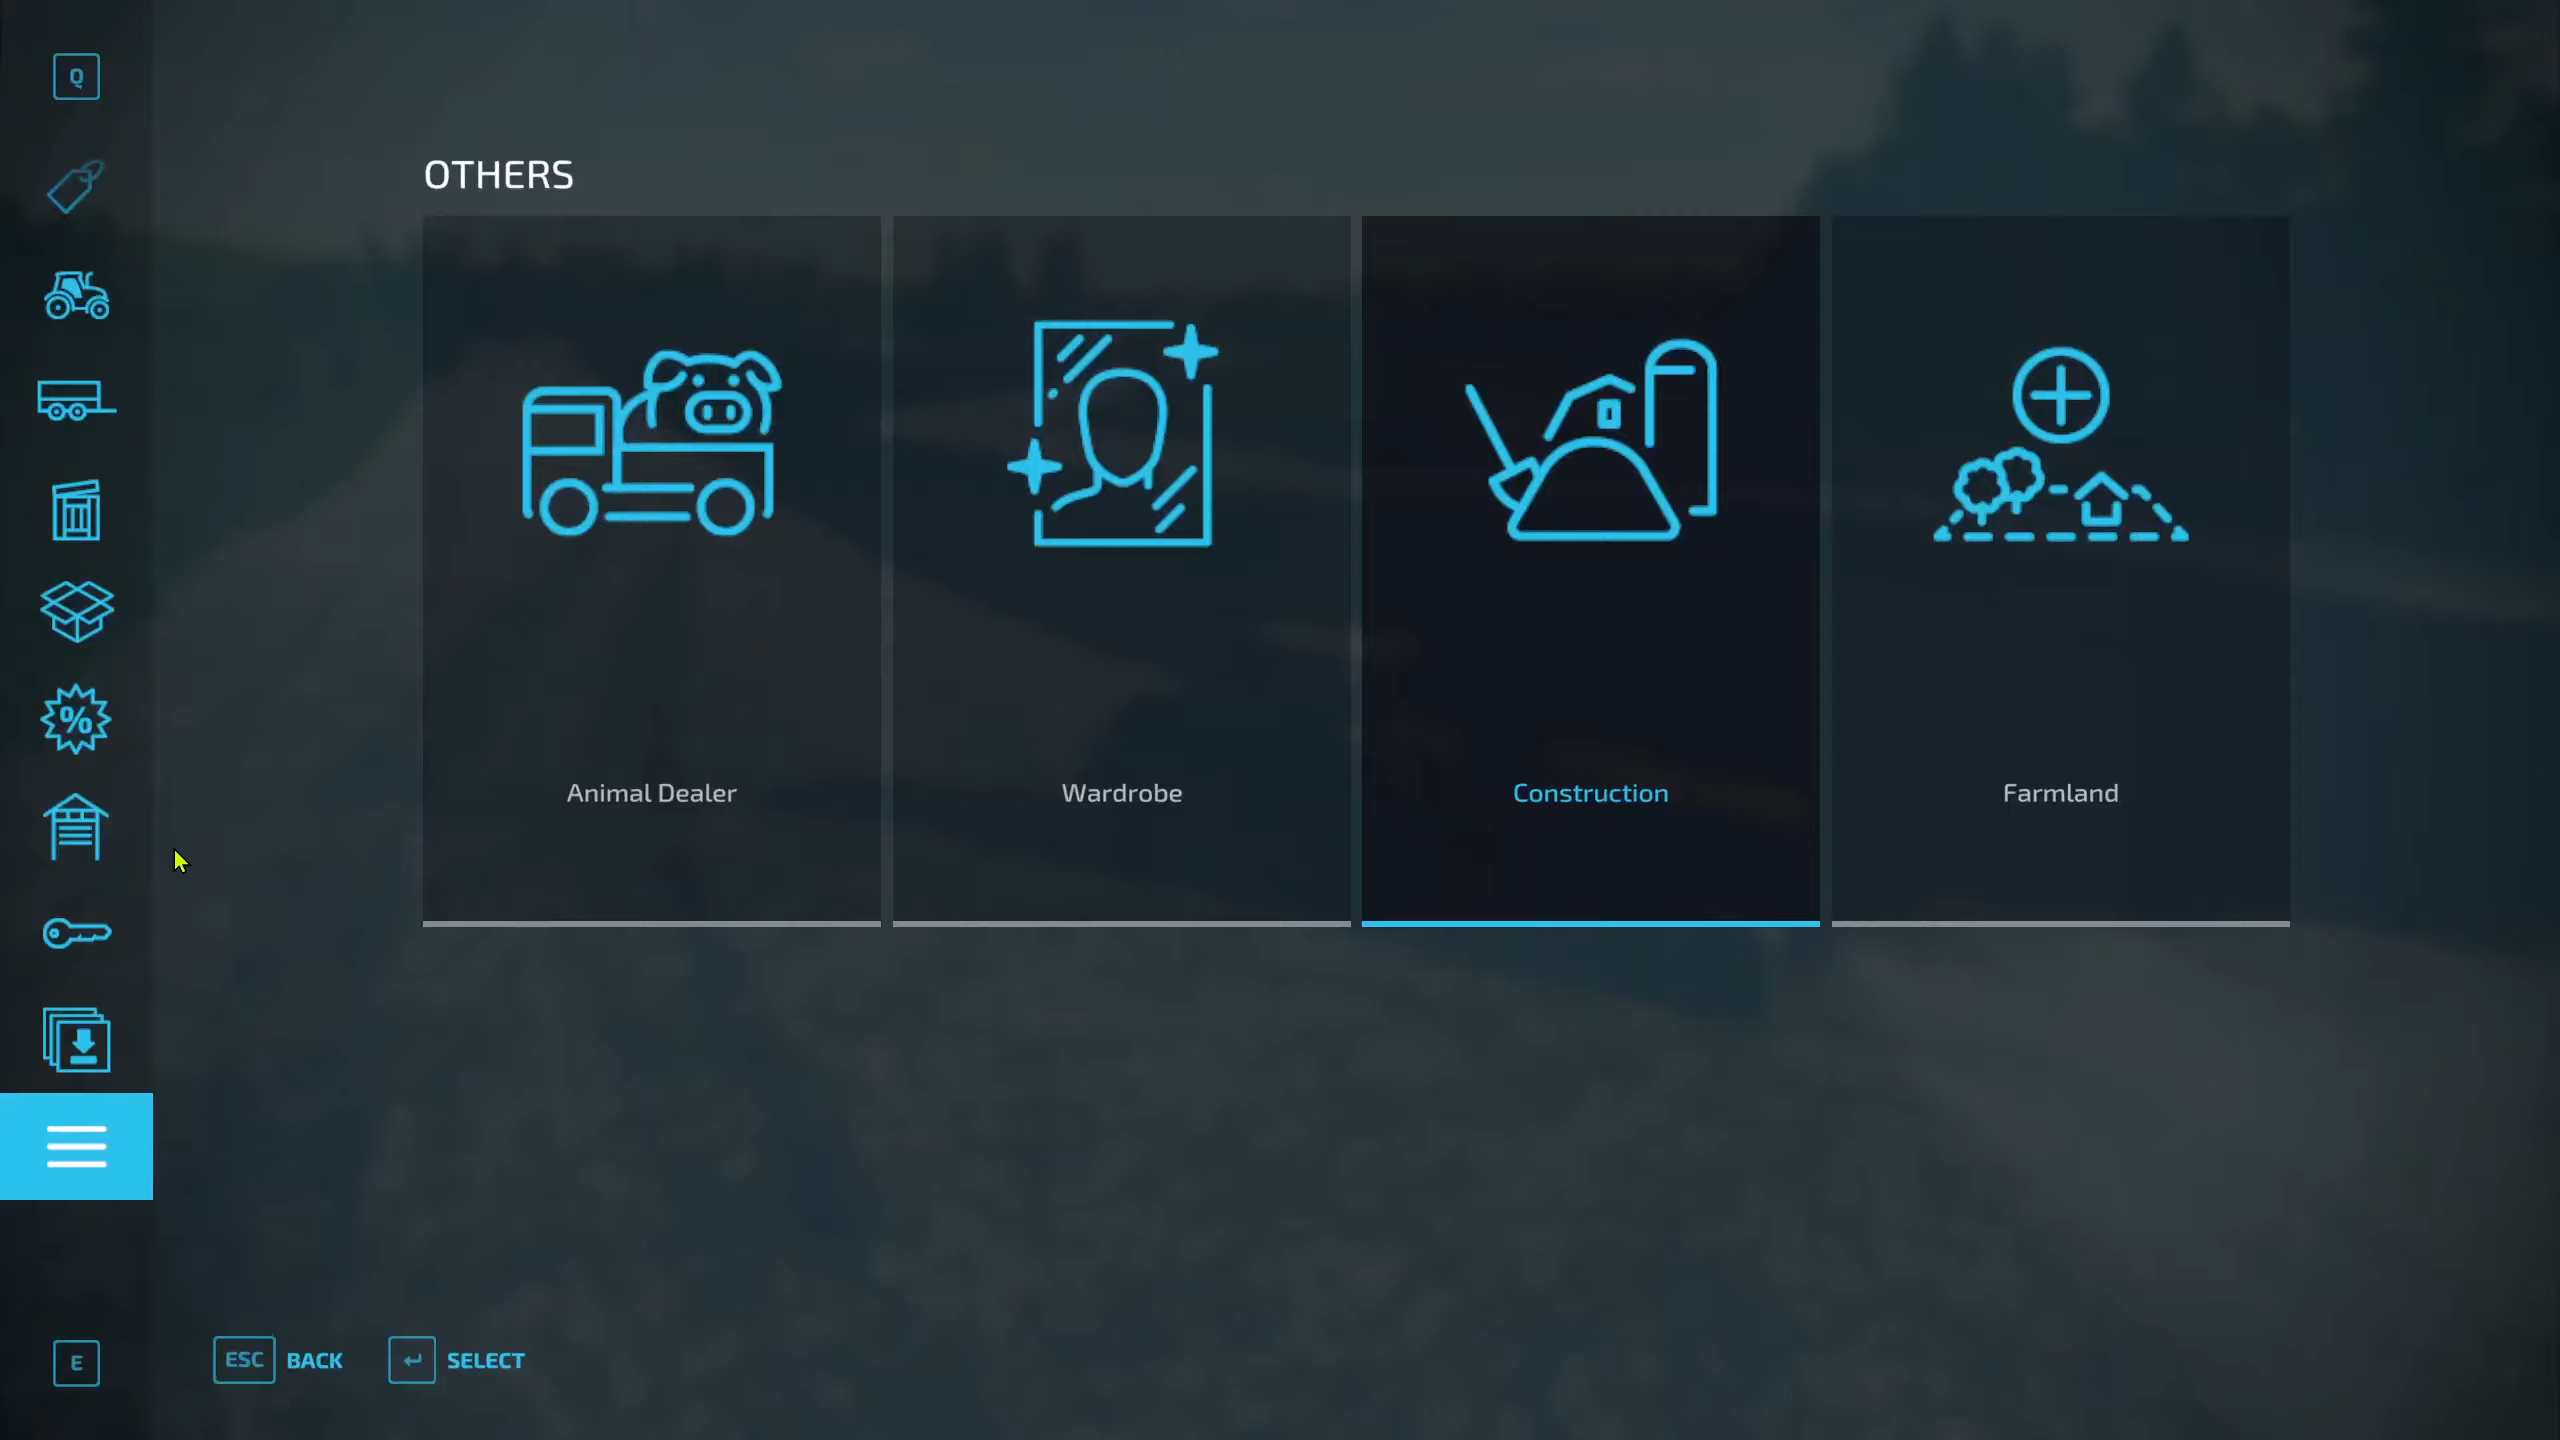 Q
OTHERS
%
Animal Dealer
Wardrobe
Construction
Farmland
E
ESC BACK
SELECT